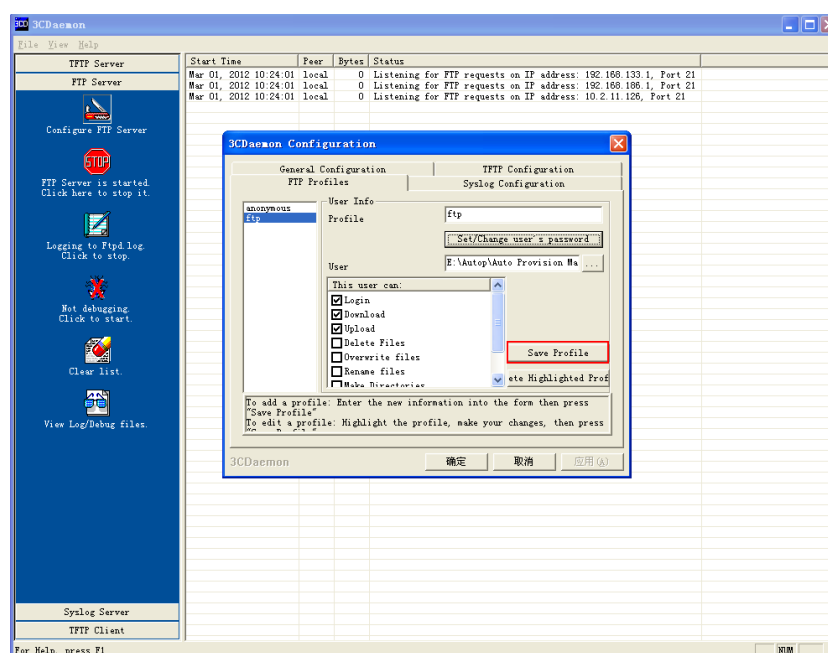 3CDaemon
File View Help
TFTP Server
FTP Server
Configure FTP Server
STOP
FTP Server is started.
Click here to stop it.
Logging to Ftpd.log.
Click to stop.
Not debugging.
Click to start.
Clear list.
View Log/Debug files.
Syslog Server
TFTP Client
Start Time Peer Bytes Status
Mar 01, 2012 10:24:01 local 0 Listening for FTP requests on IP address: 192.168.133.1, Port 21
Mar 01, 2012 10:24:01 local 0 Listening for FTP requests on IP address: 192.168.186.1, Port 21
Mar 01, 2012 10:24:01 local 0 Listening for FTP requests on IP address: 10.2.11.126, Port 21
3CDaemon Configuration
General Configuration TFTP Configuration
FTP Profiles Syslog Configuration
anonymous
ftp
User Info
Profile ftp
Set/Change user's password
User E:\Autop\Auto Provision Ma ...
This user can:
Login
Download
Upload
Delete Files
Overwrite files
Rename files
Make Directories
Save Profile
ete Highlighted Prof
To add a profile: Enter the new information into the form then press
"Save Profile"
To edit a profile: Highlight the profile, make your changes, then press
3CDaemon
确定 取消 应用(A)
For Help, press F1 NUM